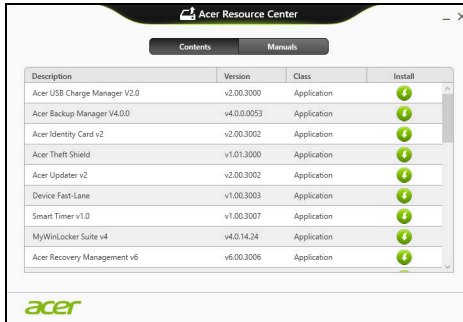 Acer Resource Center
Contents Manuals
Description Version Class Install
Acer USB Charge Manager V2.0 v2.00.3000 Application
Acer Backup Manager V4.0.0 v4.0.0.0053 Application
Acer Identity Card v2 v2.00.3002 Application
Acer Theft Shield v1.01.3000 Application
Acer Updater v2 v2.00.3002 Application
Device Fast-Lane v1.00.3003 Application
Smart Timer v1.0 v1.00.3007 Application
MyWinLocker Suite v4 v4.0.14.24 Application
Acer Recovery Management v6 v6.00.3006 Application
acer